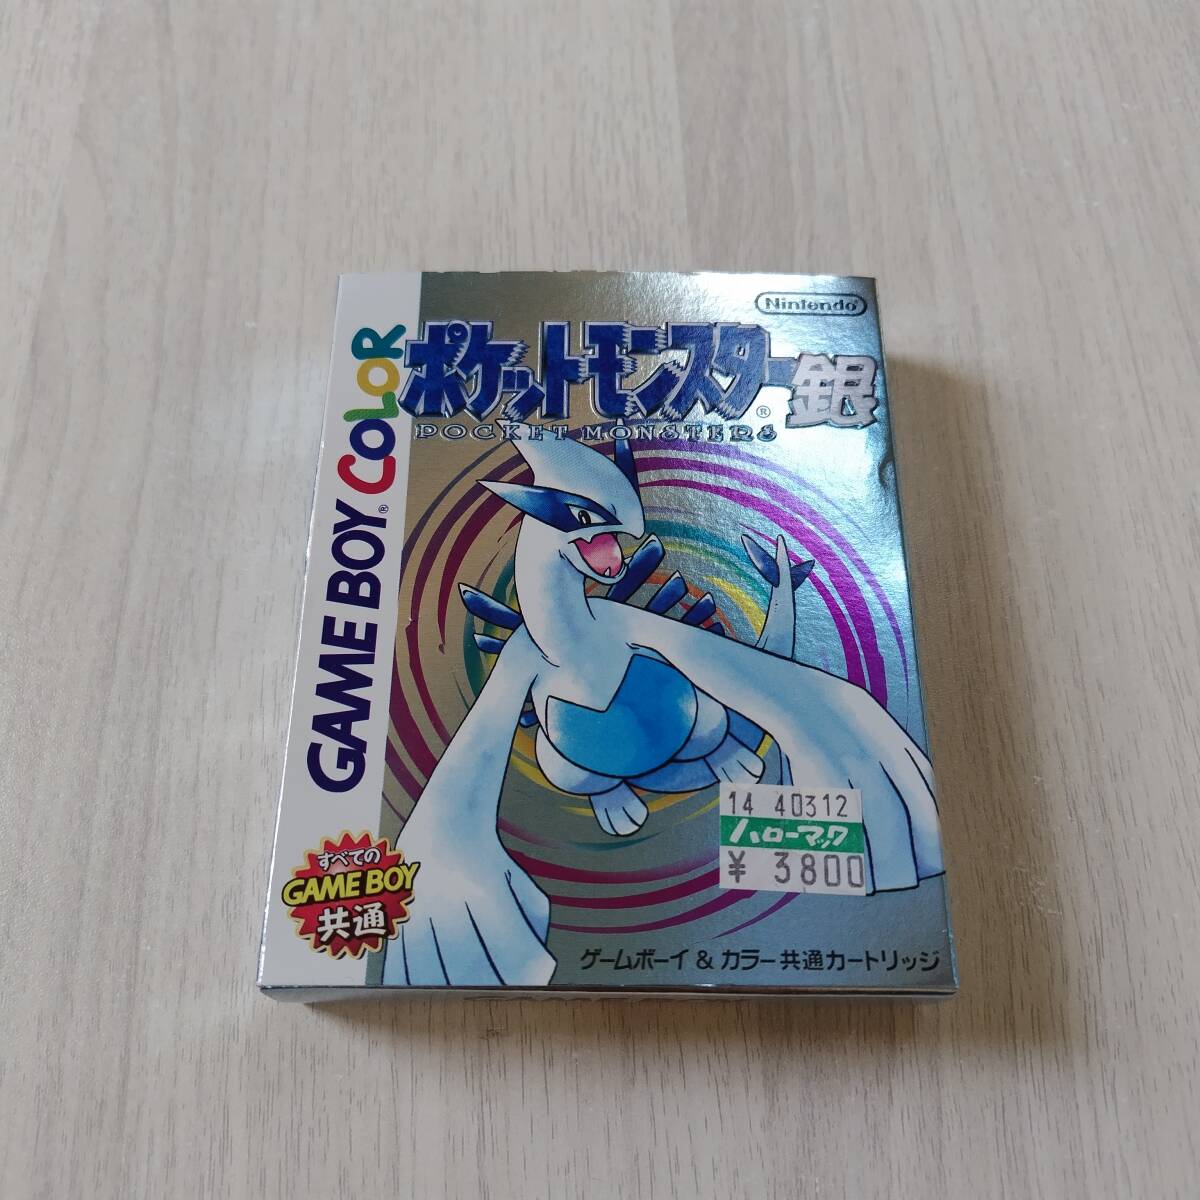 Nintendo®
ポケットモンスター®銀
POCKET MONSTERS
GAME BOY® COLOR
14 40312
ハローマック
¥ 3800
すべての
GAME BOY
共通
ゲームボーイ & カラー共通カートリッジ